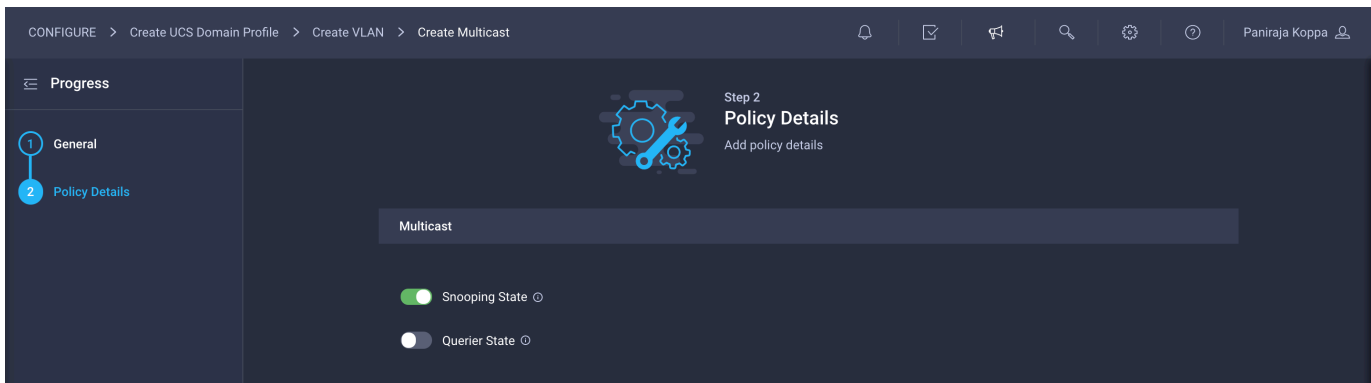 CONFIGURE > Create UCS Domain Profile > Create VLAN > Create Multicast
Paniraja Koppa
Progress
1 General
2 Policy Details
Step 2
Policy Details
Add policy details
Multicast
Snooping State
Querier State